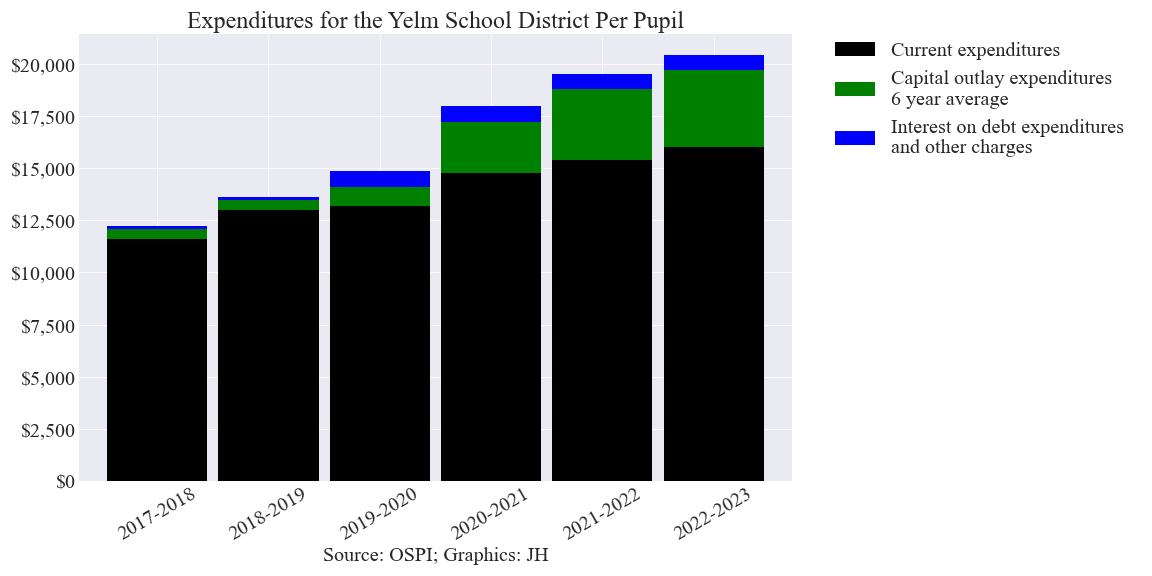 Expenditures for the Yelm School District Per Pupil
$20,000
$17,500
$15,000
$12,500
$10,000
$7,500
$5,000
$2,500
$0
2017-2018
2018-2019
2019-2020
2020-2021
2021-2022
2022-2023
Source: OSPI; Graphics: JH
Current expenditures
Capital outlay expenditures
6 year average
Interest on debt expenditures
and other charges